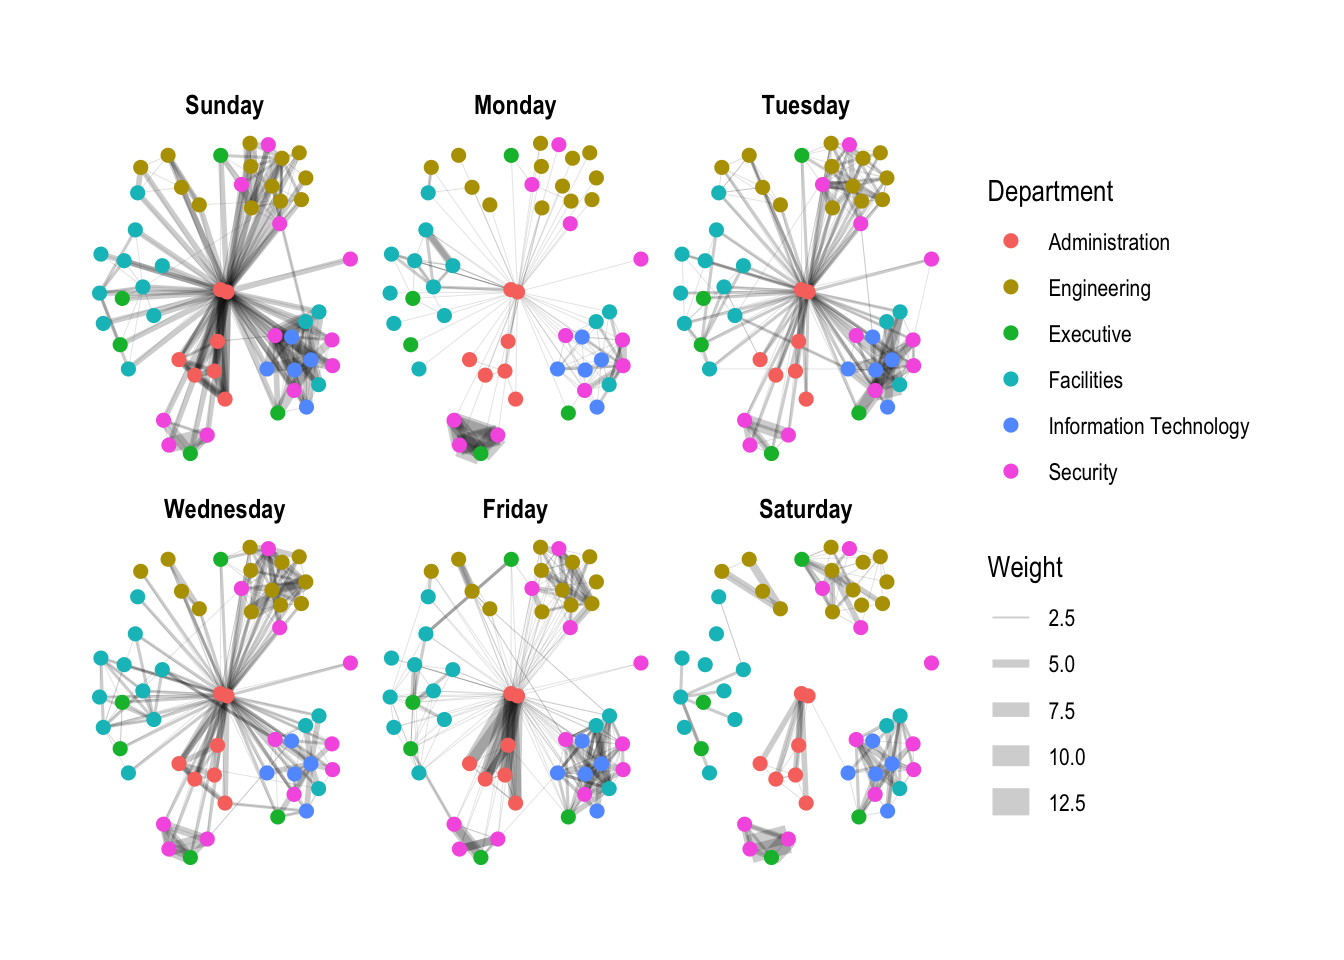 Sunday
Monday
Tuesday
Wednesday
Friday
Saturday
Department
Administration
Engineering
Executive
Facilities
Information Technology
Security
Weight
2.5
5.0
7.5
10.0
12.5